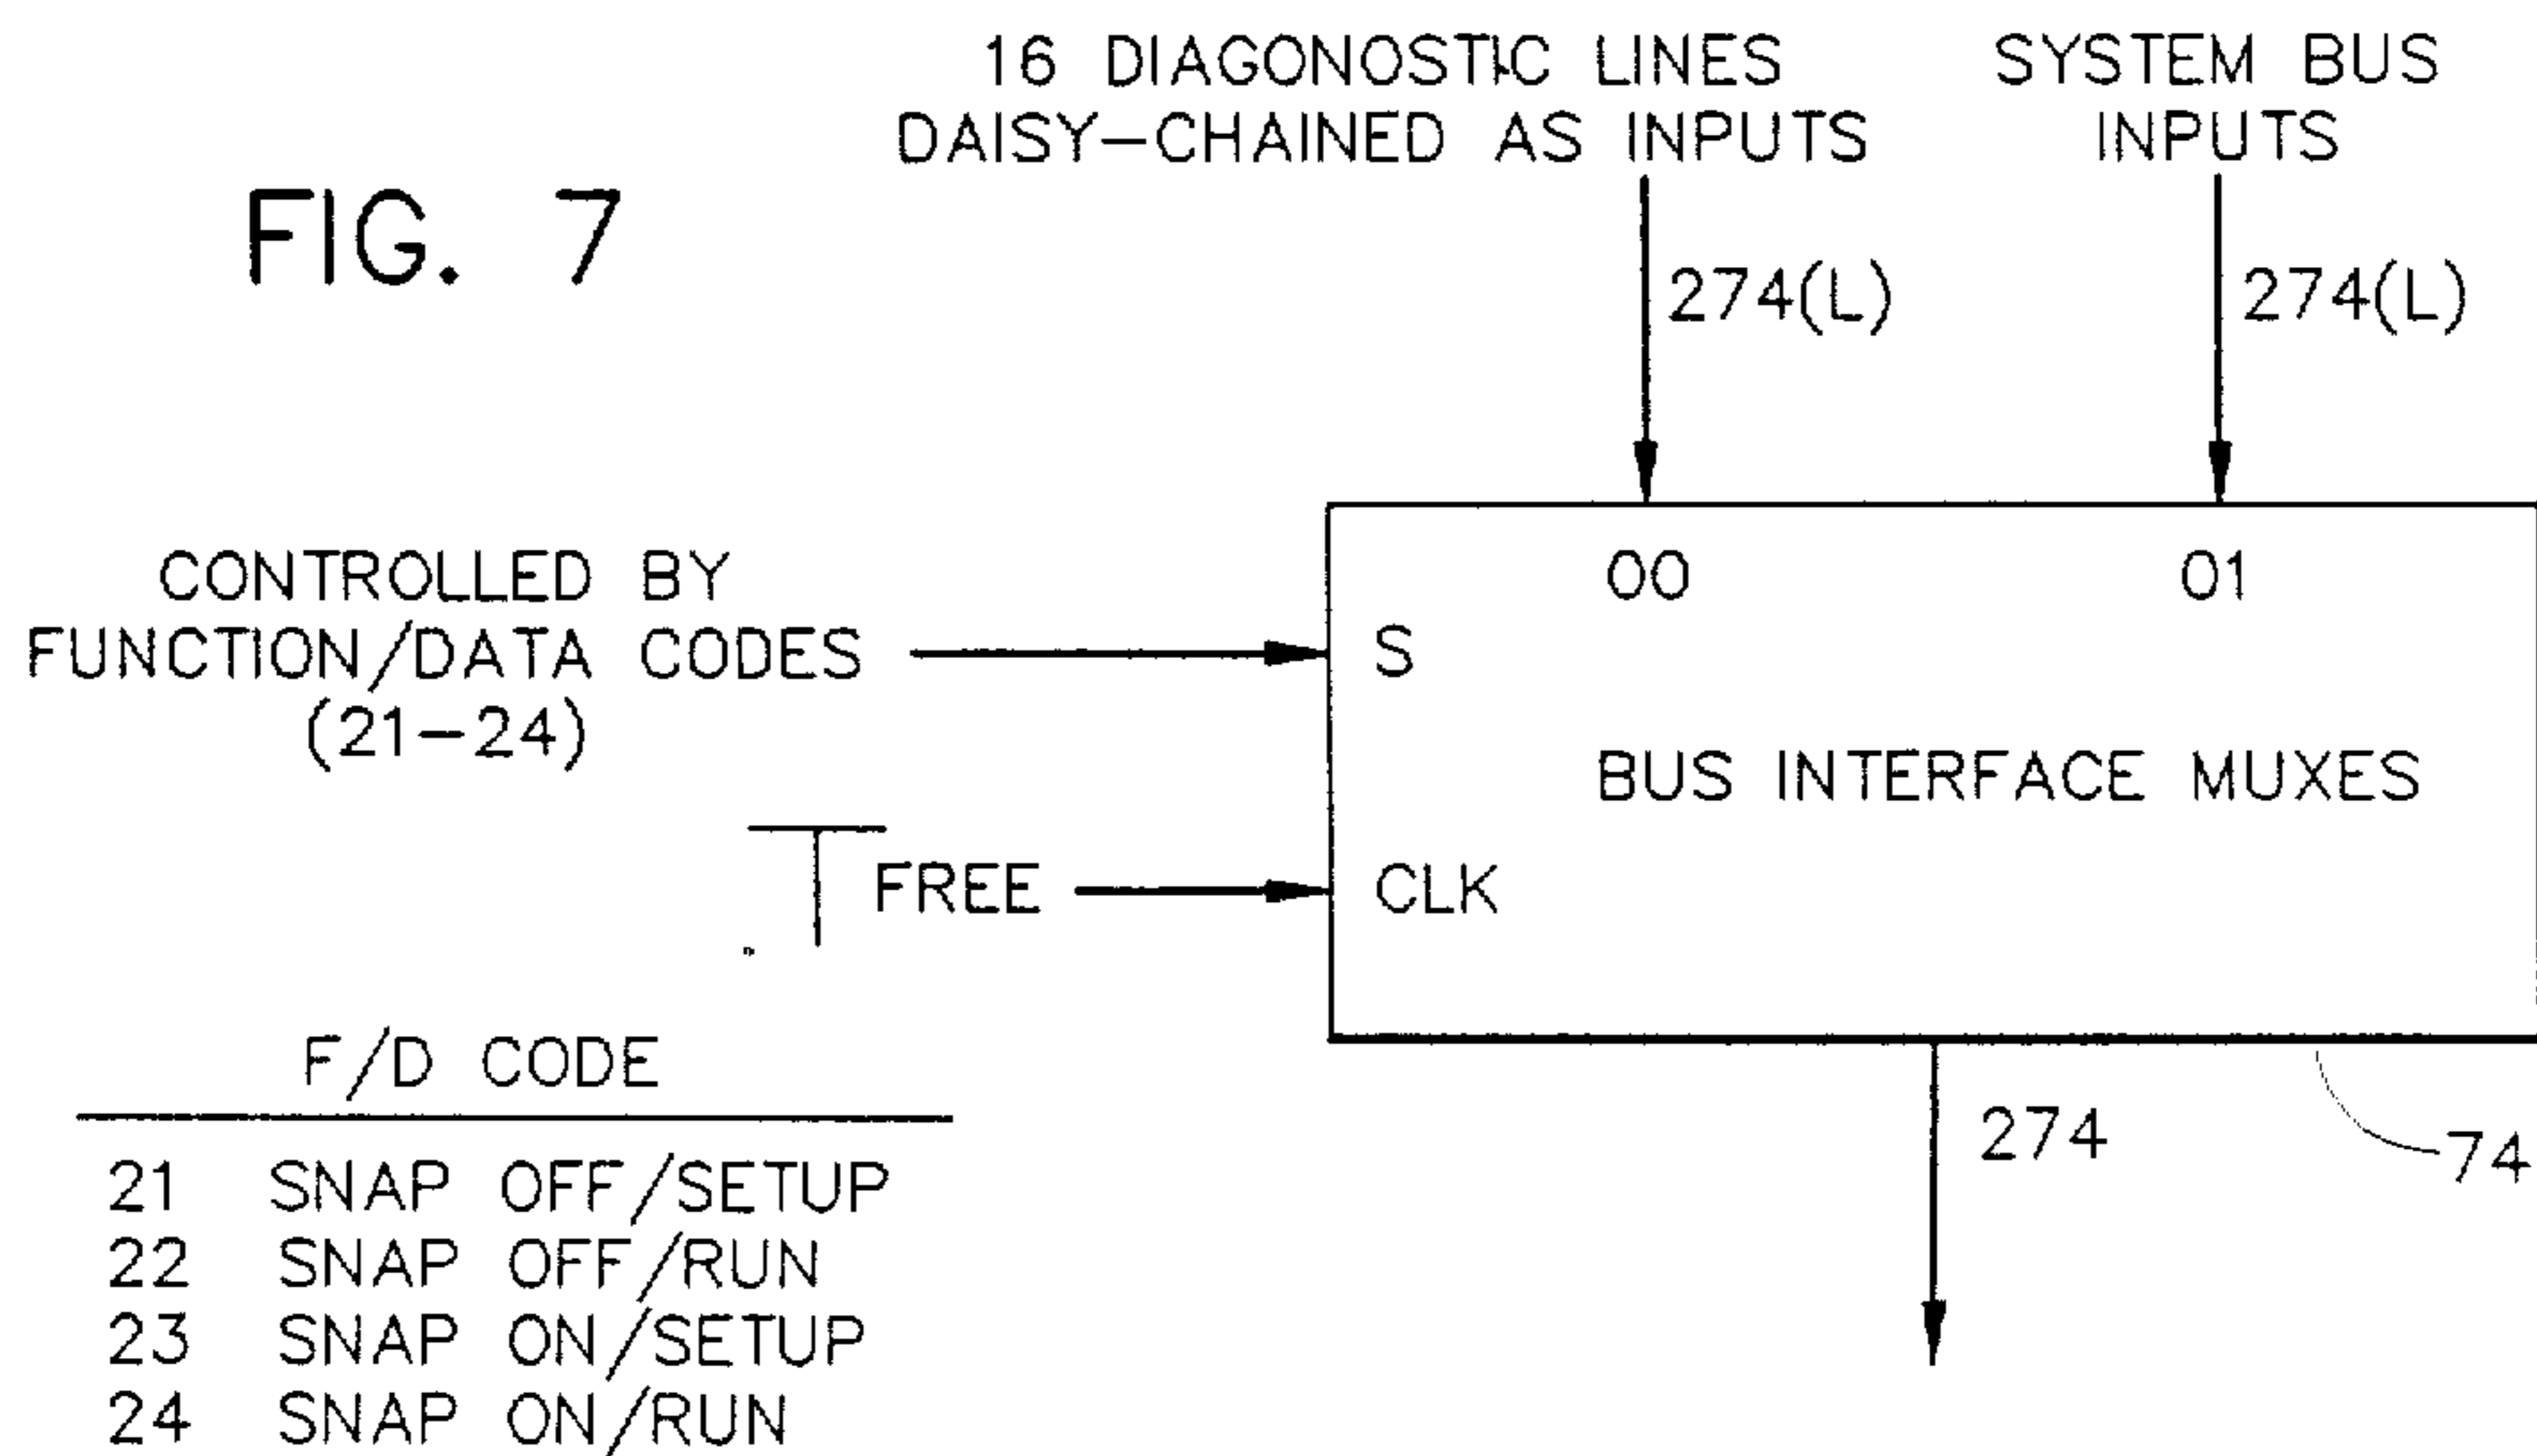 16 DIAGONOSTIC LINES
DAISY-CHAINED AS INPUTS
SYSTEM BUS
INPUTS
FIG. 7
274(L)
274(L)
CONTROLLED BY
FUNCTION/DATA CODES
(21-24)
00
01
S
BUS INTERFACE MUXES
T FREE
CLK
F/D CODE
274
74
21 SNAP OFF/SETUP
22 SNAP OFF/RUN
23 SNAP ON/SETUP
24 SNAP ON/RUN